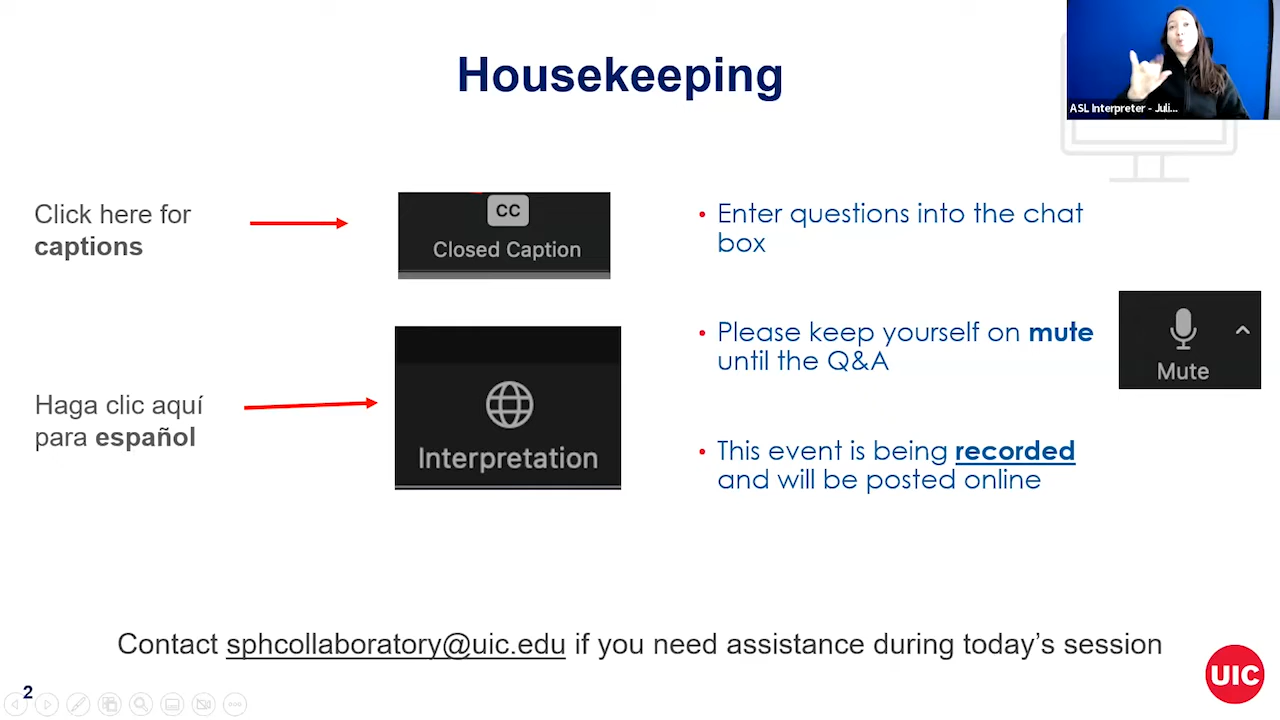 Housekeeping
ASL Interpreter - Juli...
Click here for
captions
CC
Closed Caption
Haga clic aquí
para español
Interpretation
• Enter questions into the chat
box
• Please keep yourself on mute
until the Q&A
Mute
• This event is being recorded
and will be posted online
Contact sphcollaboratory@uic.edu if you need assistance during today's session
UIC
2